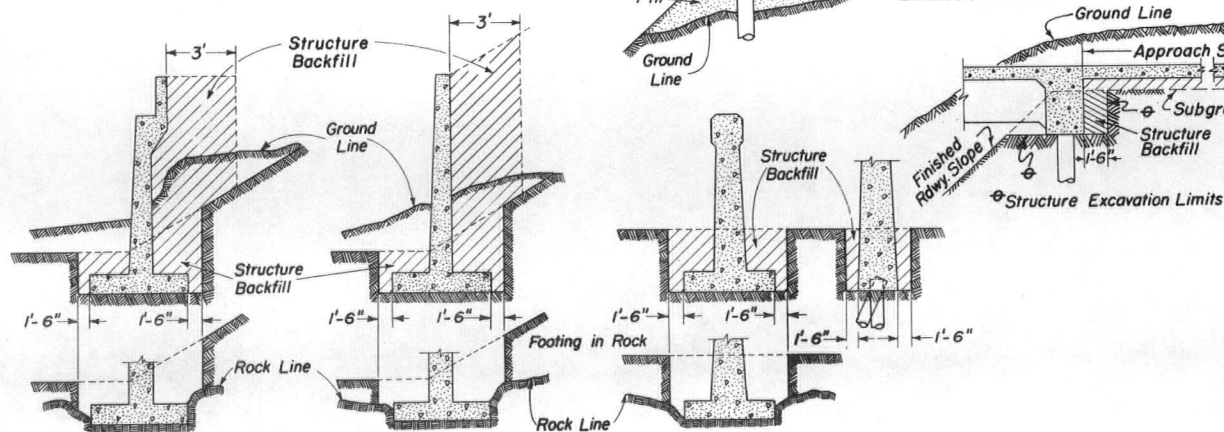 3'
Structure
Backfill
3'
Ground
Line
Ground
Line
Ground Line
Approach
Structure
Backfill
1'-6"
Finished
Rdwy. Slope
Structure Excavation Limits
Structure
Backfill
Structure
Backfill
1'-6"
1'-6"
1'-6"
1'-6"
1'-6"
1'-6"
1'-6"
1'-6"
Footing in Rock
Rock Line
Rock Line